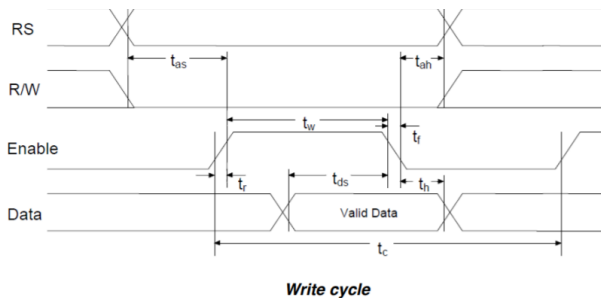 RS
tas
tah
R/W
tw
tf
Enable
tr
tds
th
Data
Valid Data
tc
Write cycle